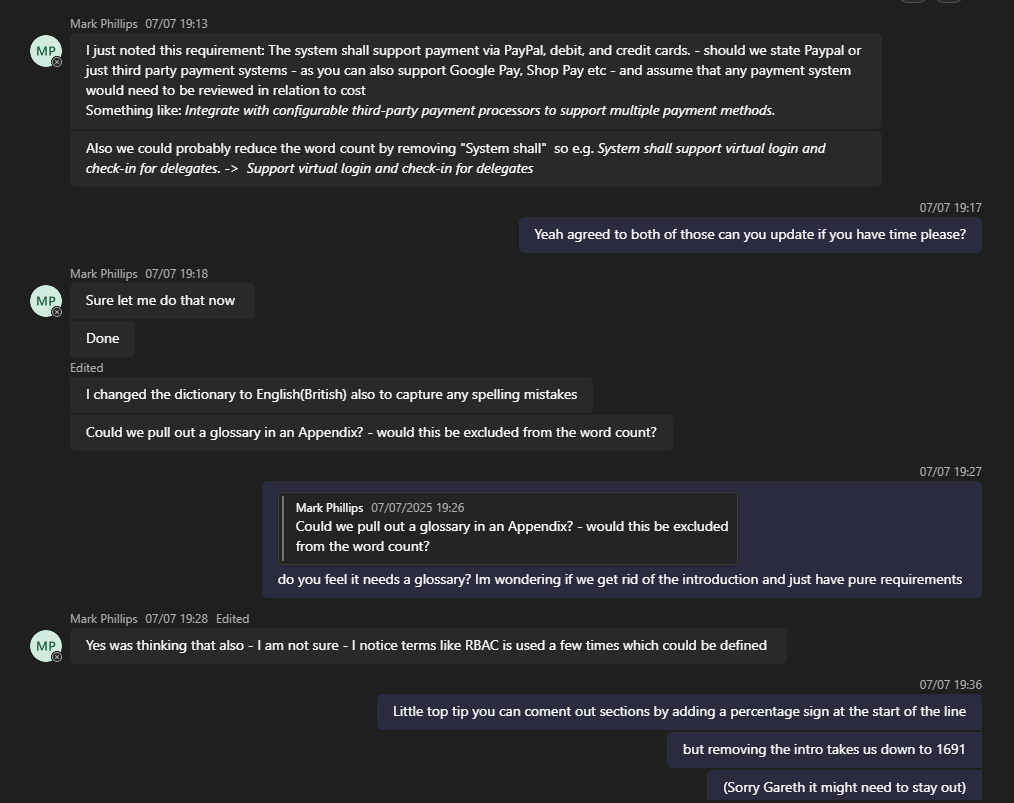 Mark Phillips 07/07 19:13
MP
I just noted this requirement: The system shall support payment via PayPal, debit, and credit cards. - should we state Paypal or
just third party payment systems - as you can also support Google Pay, Shop Pay etc - and assume that any payment system
would need to be reviewed in relation to cost
Something like: Integrate with configurable third-party payment processors to support multiple payment methods.
Also we could probably reduce the word count by removing "System shall" so e.g. System shall support virtual login and
check-in for delegates. -> Support virtual login and check-in for delegates
07/07 19:17
Yeah agreed to both of those can you update if you have time please?
Mark Phillips 07/07 19:18
MP
Sure let me do that now
Done
Edited
I changed the dictionary to English(British) also to capture any spelling mistakes
Could we pull out a glossary in an Appendix? - would this be excluded from the word count?
07/07 19:27
Mark Phillips 07/07/2025 19:26
Could we pull out a glossary in an Appendix? - would this be excluded
from the word count?
do you feel it needs a glossary? Im wondering if we get rid of the introduction and just have pure requirements
Mark Phillips 07/07 19:28 Edited
MP
Yes was thinking that also - I am not sure - I notice terms like RBAC is used a few times which could be defined
07/07 19:36
Little top tip you can coment out sections by adding a percentage sign at the start of the line
but removing the intro takes us down to 1691
(Sorry Gareth it might need to stay out)